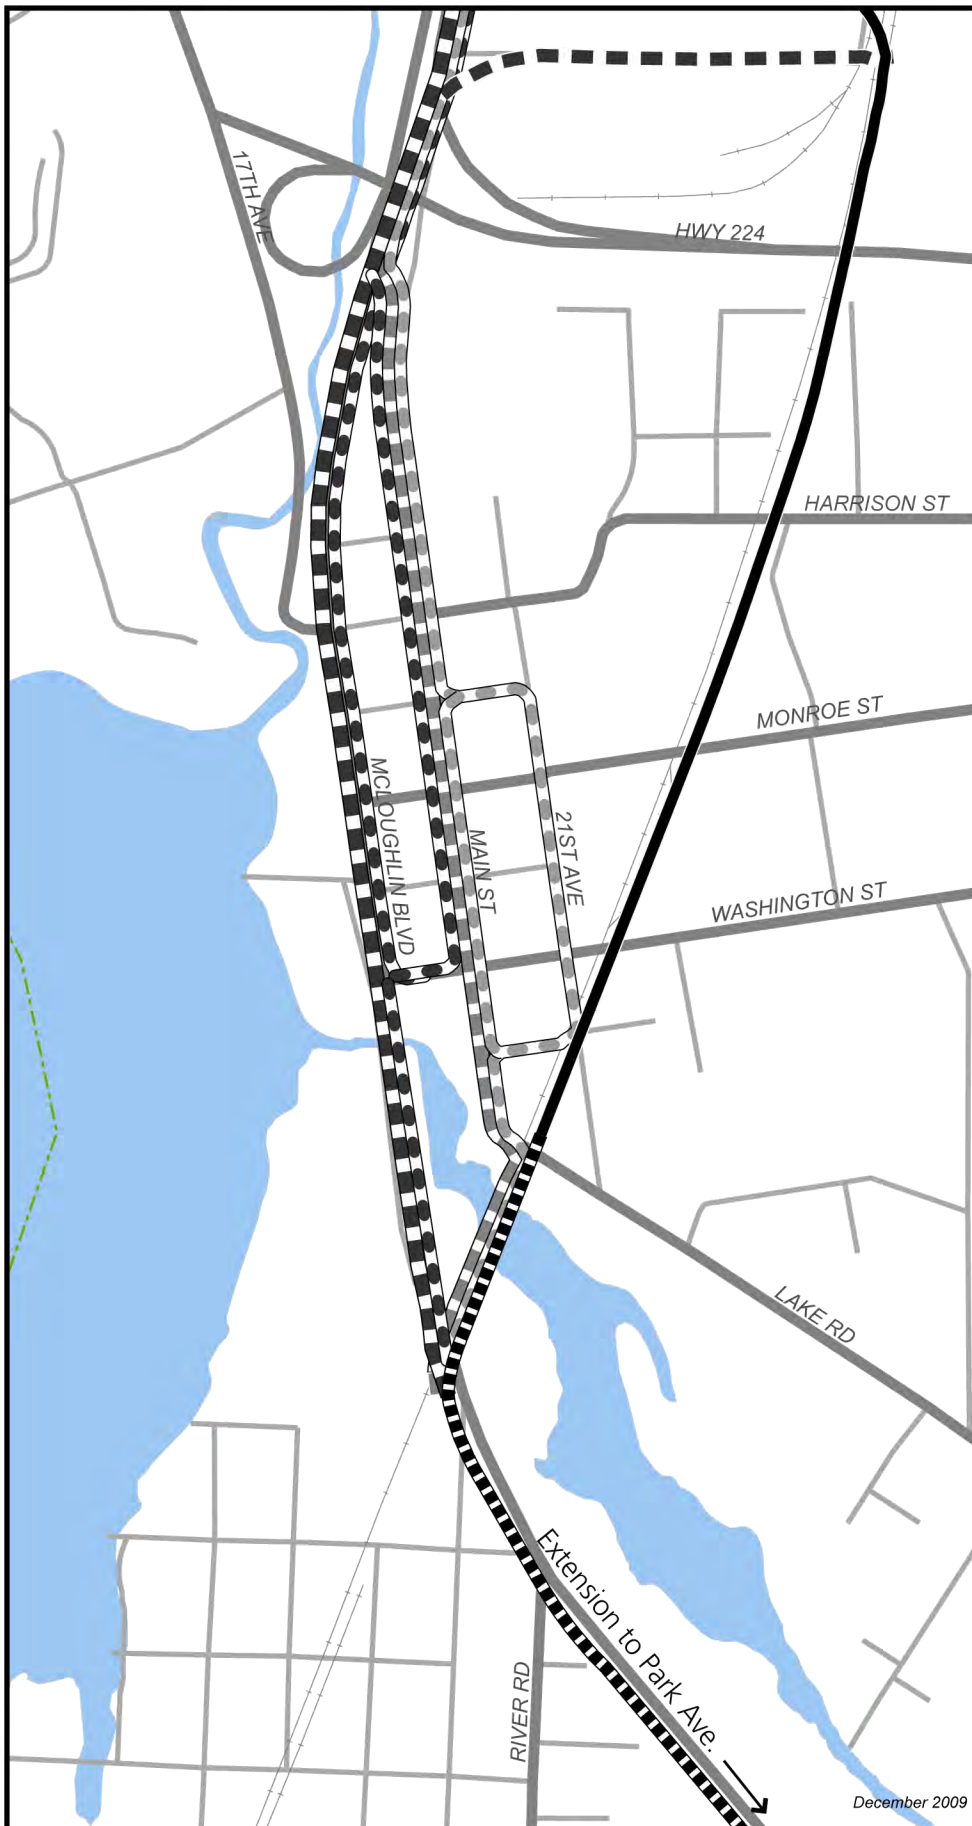 17TH AVE
HWY 224
HARRISON ST
MONROE ST
MCLOUGHLIN BLVD
MAIN ST
21ST AVE
WASHINGTON ST
LAKE RD
Extension to Park Ave.
RIVER RD
December 2009